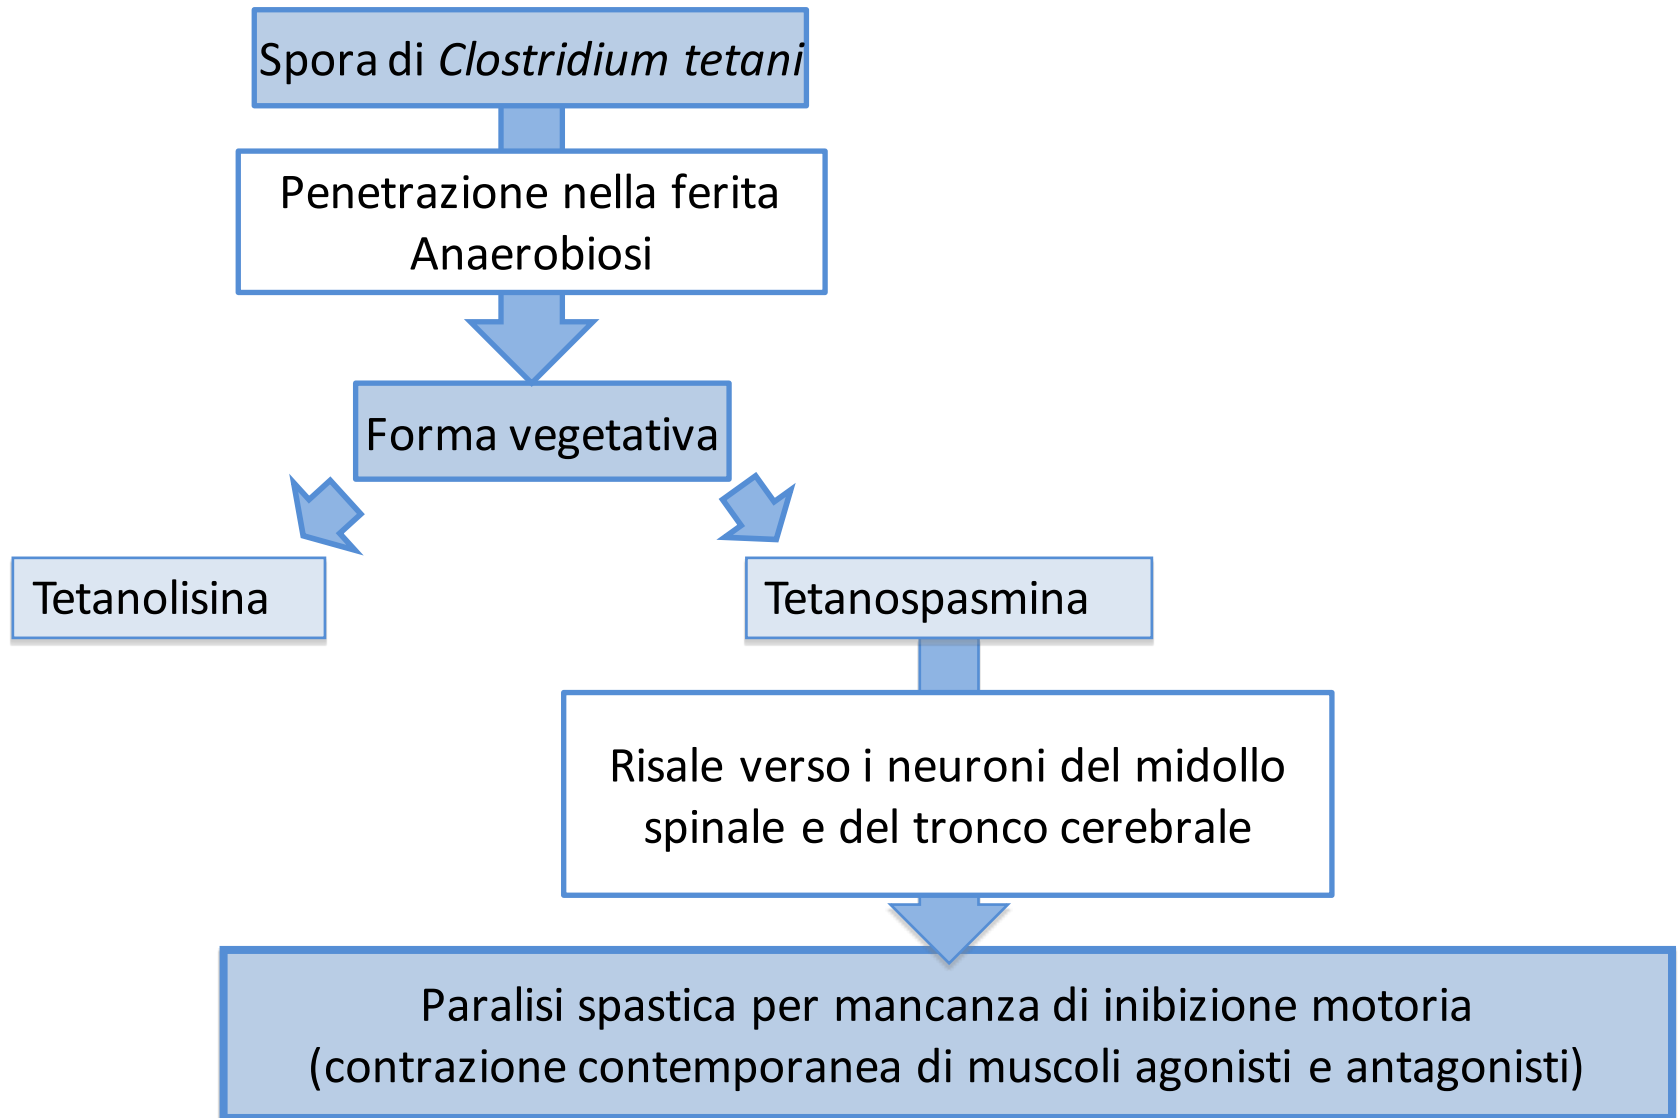 Spora di Clostridium tetani
Penetrazione nella ferita
Anaerobiosi
Forma vegetativa
Tetanolisina
Tetanospasmina
Risale verso i neuroni del midollo
spinale e del tronco cerebrale
Paralisi spastica per mancanza di inibizione motoria
(contrazione contemporanea di muscoli agonisti e antagonisti)